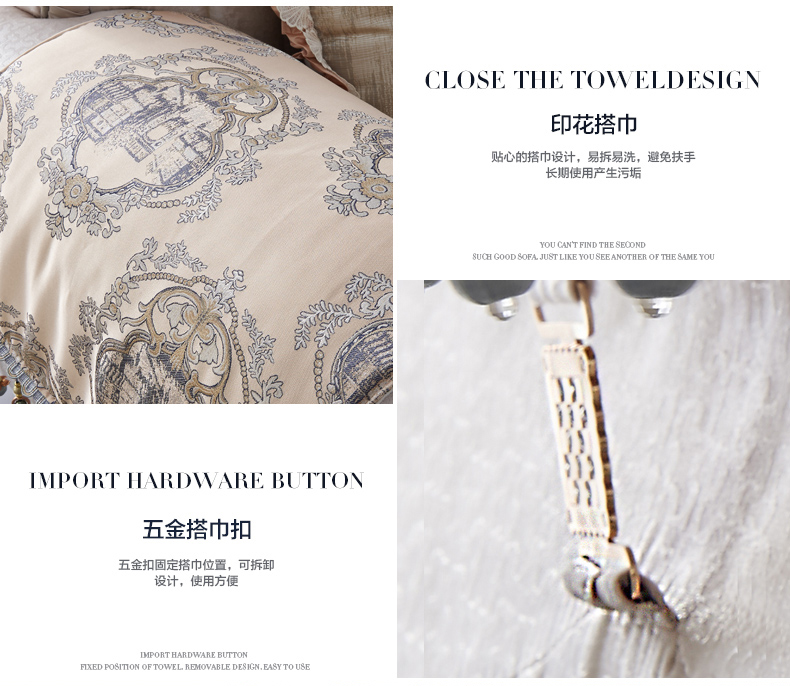 CLOSE THE TOWELDESIGN
印花搭巾
贴心的搭巾设计，易拆易洗，避免扶手
长期使用产生污垢
YOU CAN'T FIND THE SECOND
SUCH GOOD SOFA, JUST LIKE YOU SEE ANOTHER OF THE SAME YOU
IMPORT HARDWARE BUTTON
五金搭巾扣
五金扣固定搭巾位置，可拆卸
设计，使用方便
IMPORT HARDWARE BUTTON
FIXED POSITION OF TOWEL. REMOVABLE DESIGN. EASY TO USE